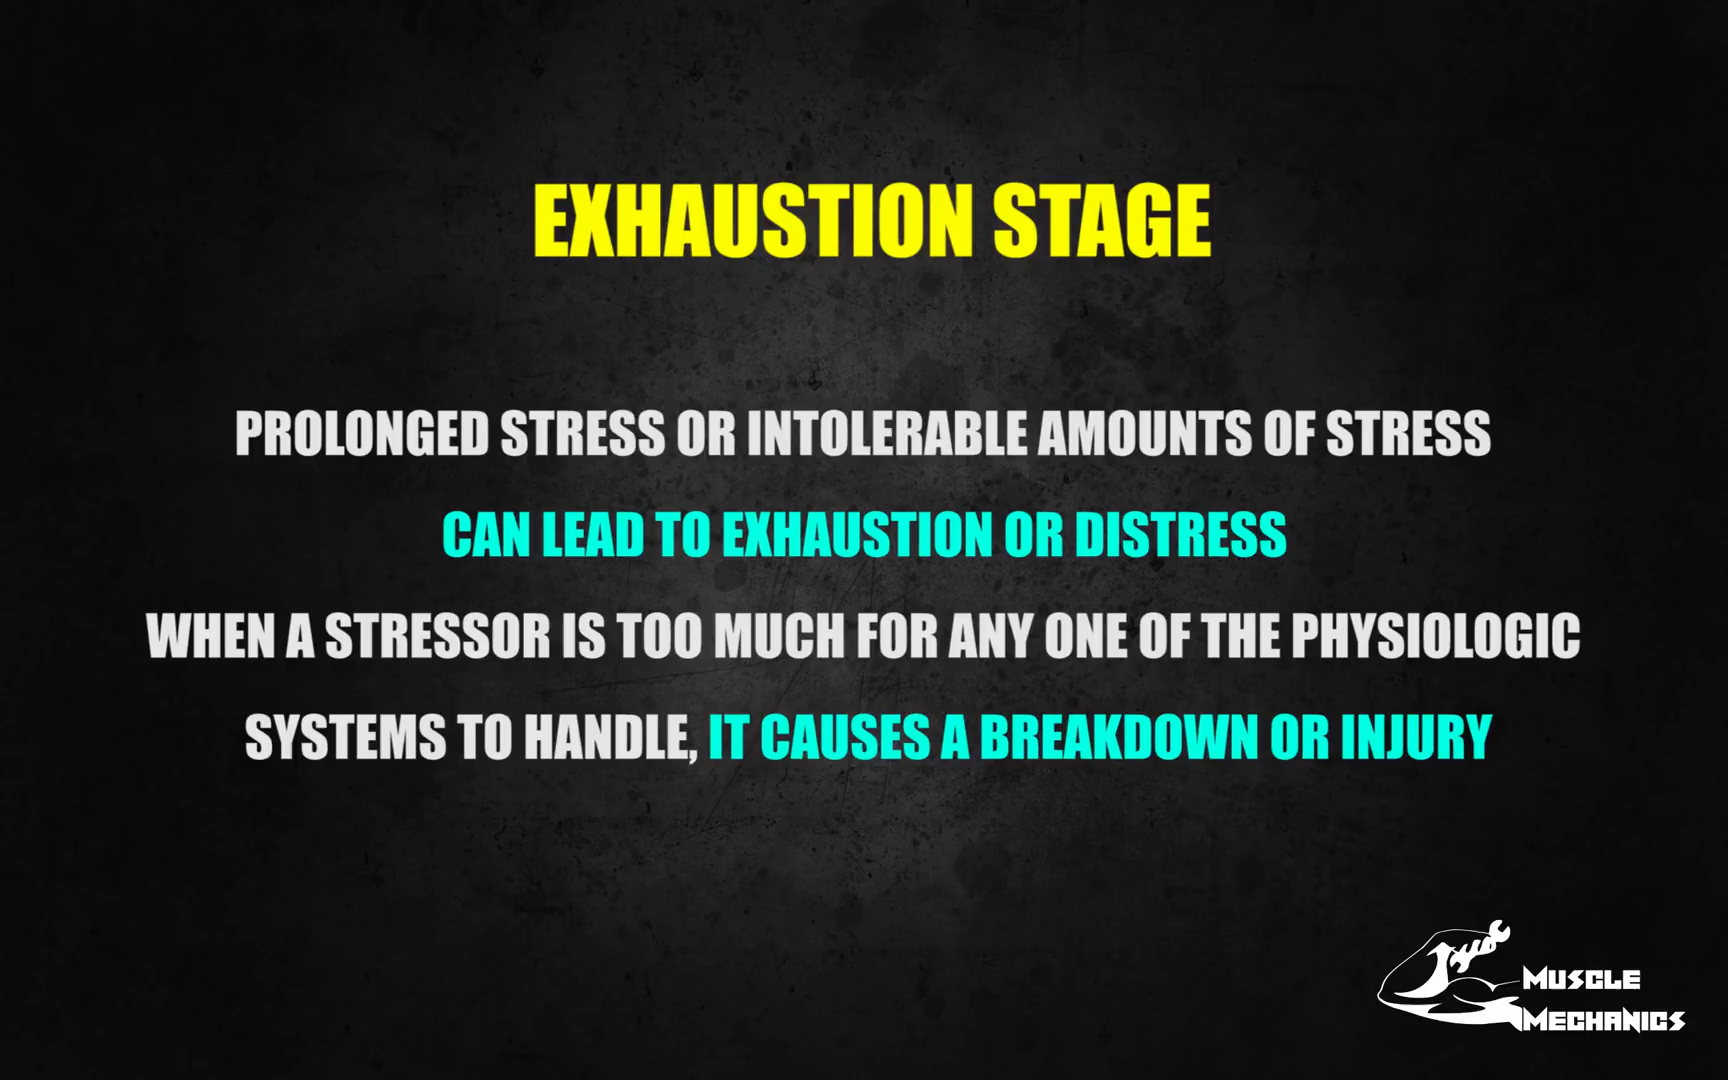 EXHAUSTION STAGE
PROLONGED STRESS OR INTOLERABLE AMOUNTS OF STRESS
CAN LEAD TO EXHAUSTION OR DISTRESS
WHEN A STRESSOR IS TOO MUCH FOR ANY ONE OF THE PHYSIOLOGIC
SYSTEMS TO HANDLE, IT CAUSES A BREAKDOWN OR INJURY
MUSCLE
MECHANICS